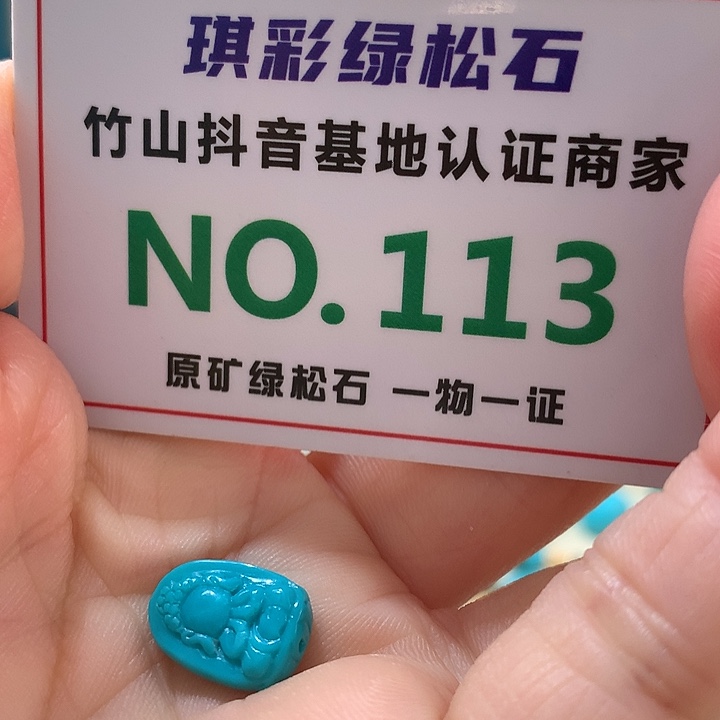 琪彩绿松石
竹山抖音基地认证商家
NO.113
原矿绿松石 一物一证